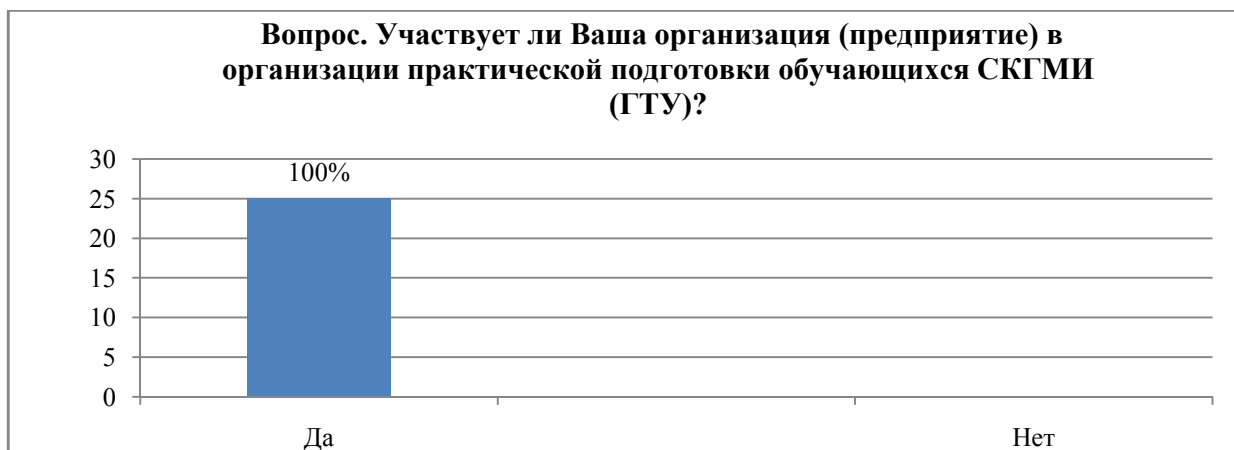 Вопрос. Участвует ли Ваша организация (предприятие) в
организации практической подготовки обучающихся СКГМИ
(ГТУ)?
30
100%
25
20
15
10
5
0
Да Нет